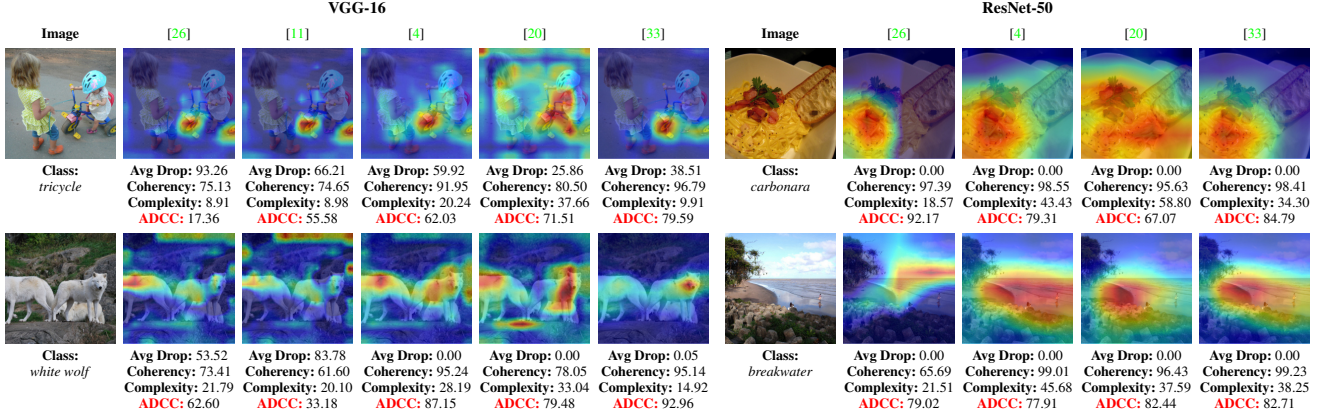 VGG-16 ResNet-50
Image [26] [11] [4] [20] [33] Image [26] [4] [20] [33]
Class: Avg Drop: 93.26 Avg Drop: 66.21 Avg Drop: 59.92 Avg Drop: 25.86 Avg Drop: 38.51 Class: Avg Drop: 0.00 Avg Drop: 0.00 Avg Drop: 0.00 Avg Drop: 0.00
tricycle Coherency: 75.13 Coherency: 74.65 Coherency: 91.95 Coherency: 80.50 Coherency: 96.79 carbonara Coherency: 97.39 Coherency: 98.55 Coherency: 95.63 Coherency: 98.41
Complexity: 8.91 Complexity: 8.98 Complexity: 20.24 Complexity: 37.66 Complexity: 9.91 Complexity: 18.57 Complexity: 43.43 Complexity: 58.80 Complexity: 34.30
ADCC: 17.36 ADCC: 55.58 ADCC: 62.03 ADCC: 71.51 ADCC: 79.59 ADCC: 92.17 ADCC: 79.31 ADCC: 67.07 ADCC: 84.79
Class: Avg Drop: 53.52 Avg Drop: 83.78 Avg Drop: 0.00 Avg Drop: 0.00 Avg Drop: 0.05 Class: Avg Drop: 0.00 Avg Drop: 0.00 Avg Drop: 0.00 Avg Drop: 0.00
white wolf Coherency: 73.41 Coherency: 61.60 Coherency: 95.24 Coherency: 78.05 Coherency: 95.14 breakwater Coherency: 65.69 Coherency: 99.01 Coherency: 96.43 Coherency: 99.23
Complexity: 21.79 Complexity: 20.10 Complexity: 28.19 Complexity: 33.04 Complexity: 14.92 Complexity: 21.51 Complexity: 45.68 Complexity: 37.59 Complexity: 38.25
ADCC: 62.60 ADCC: 33.18 ADCC: 87.15 ADCC: 79.48 ADCC: 92.96 ADCC: 79.02 ADCC: 77.91 ADCC: 82.44 ADCC: 82.71